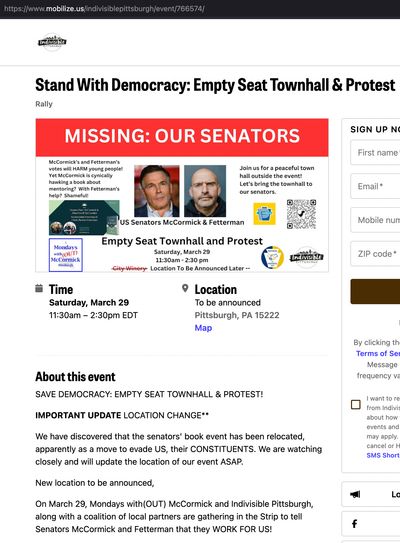 https://www.mobilize.us/indivisiblepittsburgh/event/766574/
Indivisible
Stand With Democracy: Empty Seat Townhall & Protest
Rally
MISSING: OUR SENATORS
McCormick's and Fetterman's
votes will HARM young people!
Yet McCormick is cynically
hawking a book about
mentoring? With Fetterman's
help? Shameful!
Join us for a peaceful town
hall outside the event!
Let's bring the townhall to
our senators.
US Senators McCormick & Fetterman
Mondays
with OUT!
McCormick
Empty Seat Townhall and Protest
Saturday, March 29
11:30am - 2:30 pm
City Winery Location To Be Announced Later --
Time
Saturday, March 29
11:30am – 2:30pm EDT
Location
To be announced
Pittsburgh, PA 15222
Map
About this event
SAVE DEMOCRACY: EMPTY SEAT TOWNHALL & PROTEST!
IMPORTANT UPDATE LOCATION CHANGE**
We have discovered that the senators' book event has been relocated,
apparently as a move to evade US, their CONSTITUENTS. We are watching
closely and will update the location of our event ASAP.
New location to be announced,
On March 29, Mondays with(OUT) McCormick and Indivisible Pittsburgh,
along with a coalition of local partners are gathering in the Strip to tell
Senators McCormick and Fetterman that they WORK FOR US!
SIGN UP NO
First name*
Email*
Mobile num
ZIP code*
By clicking the
Terms of Ser
Message
frequency va
I want to re
from Indivis
about how
events and
may apply.
cancel or H
SMS Short
Lo